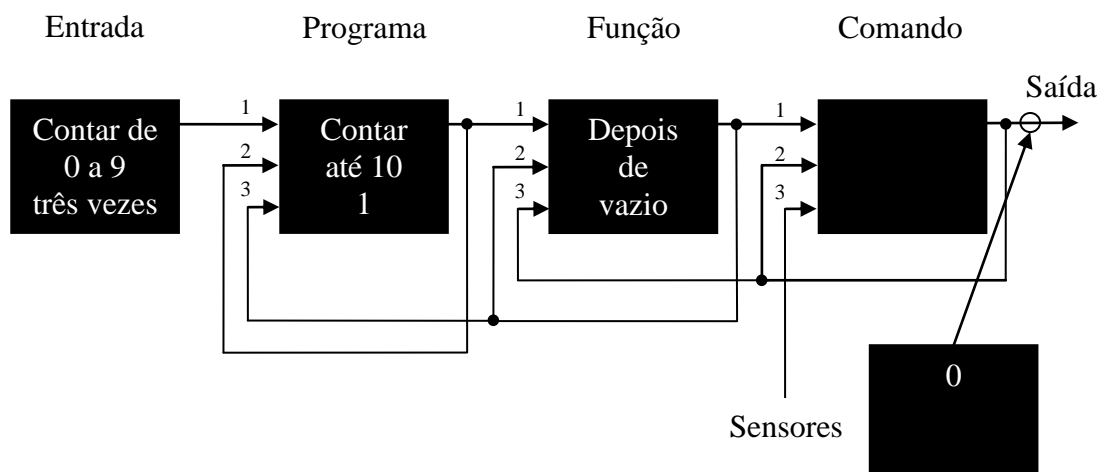 Entrada
Programa
Função
Comando
Saída
1
Contar de
0 a 9
três vezes
2
3
Contar
até 10
1
1
2
3
Depois
de
vazio
1
2
3
Sensores
0